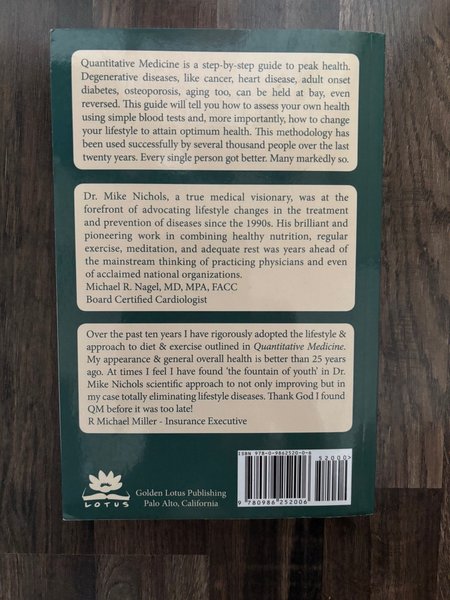 Quantitative Medicine is a step-by-step guide to peak health.
Degenerative diseases, like cancer, heart disease, adult onset
diabetes, osteoporosis, aging too, can be held at bay, even
reversed. This guide will tell you how to assess your own health
using simple blood tests and, more importantly, how to change
your lifestyle to attain optimum health. This methodology has
been used successfully by several thousand people over the last
twenty years. Every single person got better. Many markedly so.
Dr. Mike Nichols, a true medical visionary, was at the
forefront of advocating lifestyle changes in the treatment
and prevention of diseases since the 1990s. His brilliant and
pioneering work in combining healthy nutrition, regular
exercise, meditation, and adequate rest was years ahead of
the mainstream thinking of practicing physicians and even
of acclaimed national organizations.
Michael R. Nagel, MD, MPA, FACC
Board Certified Cardiologist
Over the past ten years I have rigorously adopted the lifestyle &
approach to diet & exercise outlined in Quantitative Medicine.
My appearance & general overall health is better than 25 years
ago. At times I feel I have found 'the fountain of youth' in Dr.
Mike Nichols scientific approach to not only improving but in
my case totally eliminating lifestyle diseases. Thank God I found
QM before it was too late!
R Michael Miller - Insurance Executive
ISBN 978-0-9862520-0-6
52000>
9 780986 252006
LOTUS
Golden Lotus Publishing
Palo Alto, California